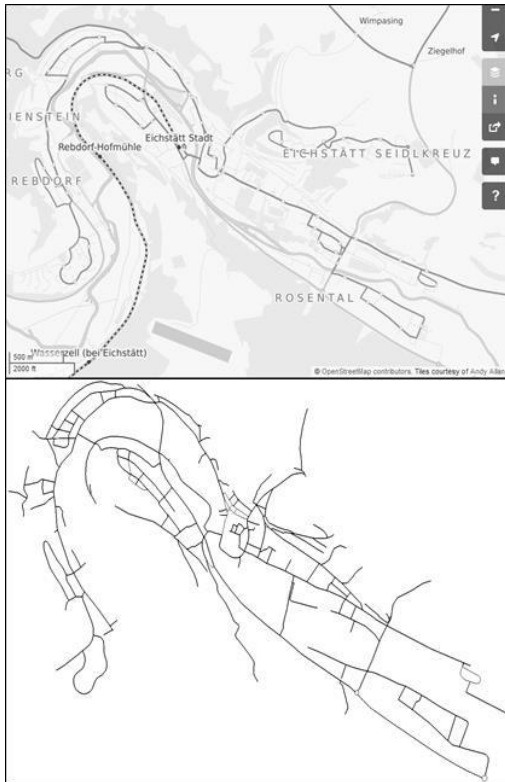 Wimpasing
Ziegelhof
RG
IENSTEIN
Eichstätt Stadt
Rebdorf-Hofmühle
EICHSTÄTT SEIDLKREUZ
REBDORF
ROSENTAL
Wasserzell (bei Eichstätt)
500 m
2000 ft
© OpenStreetMap contributors. Tiles courtesy of Andy Allan
i
?